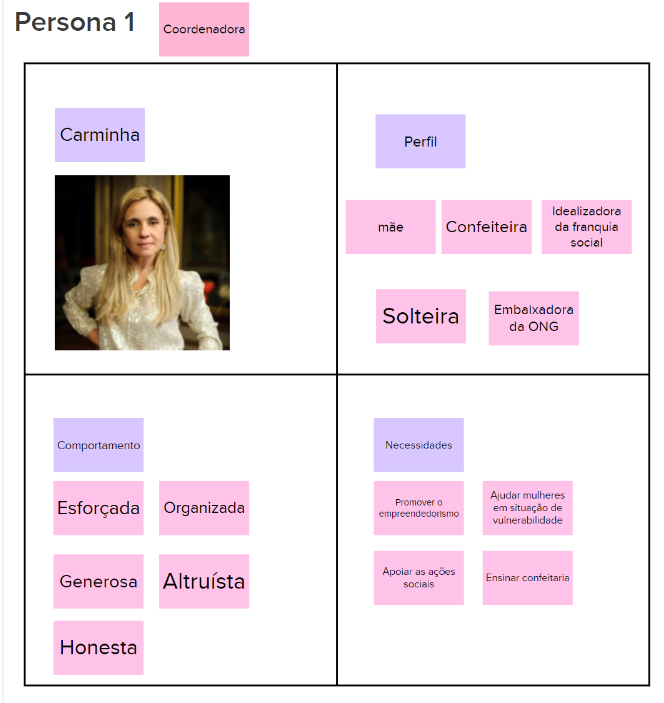 Persona 1
Coordenadora
Carminha
Perfil
mãe
Confeiteira
Idealizadora
da franquia
social
Solteira
Embaixadora
da ONG
Comportamento
Esforçada
Organizada
Generosa
Altruísta
Honesta
Necessidades
Promover o
empreendedorismo
Ajudar mulheres
em situação de
vulnerabilidade
Apoiar as ações
sociais
Ensinar confeitaria